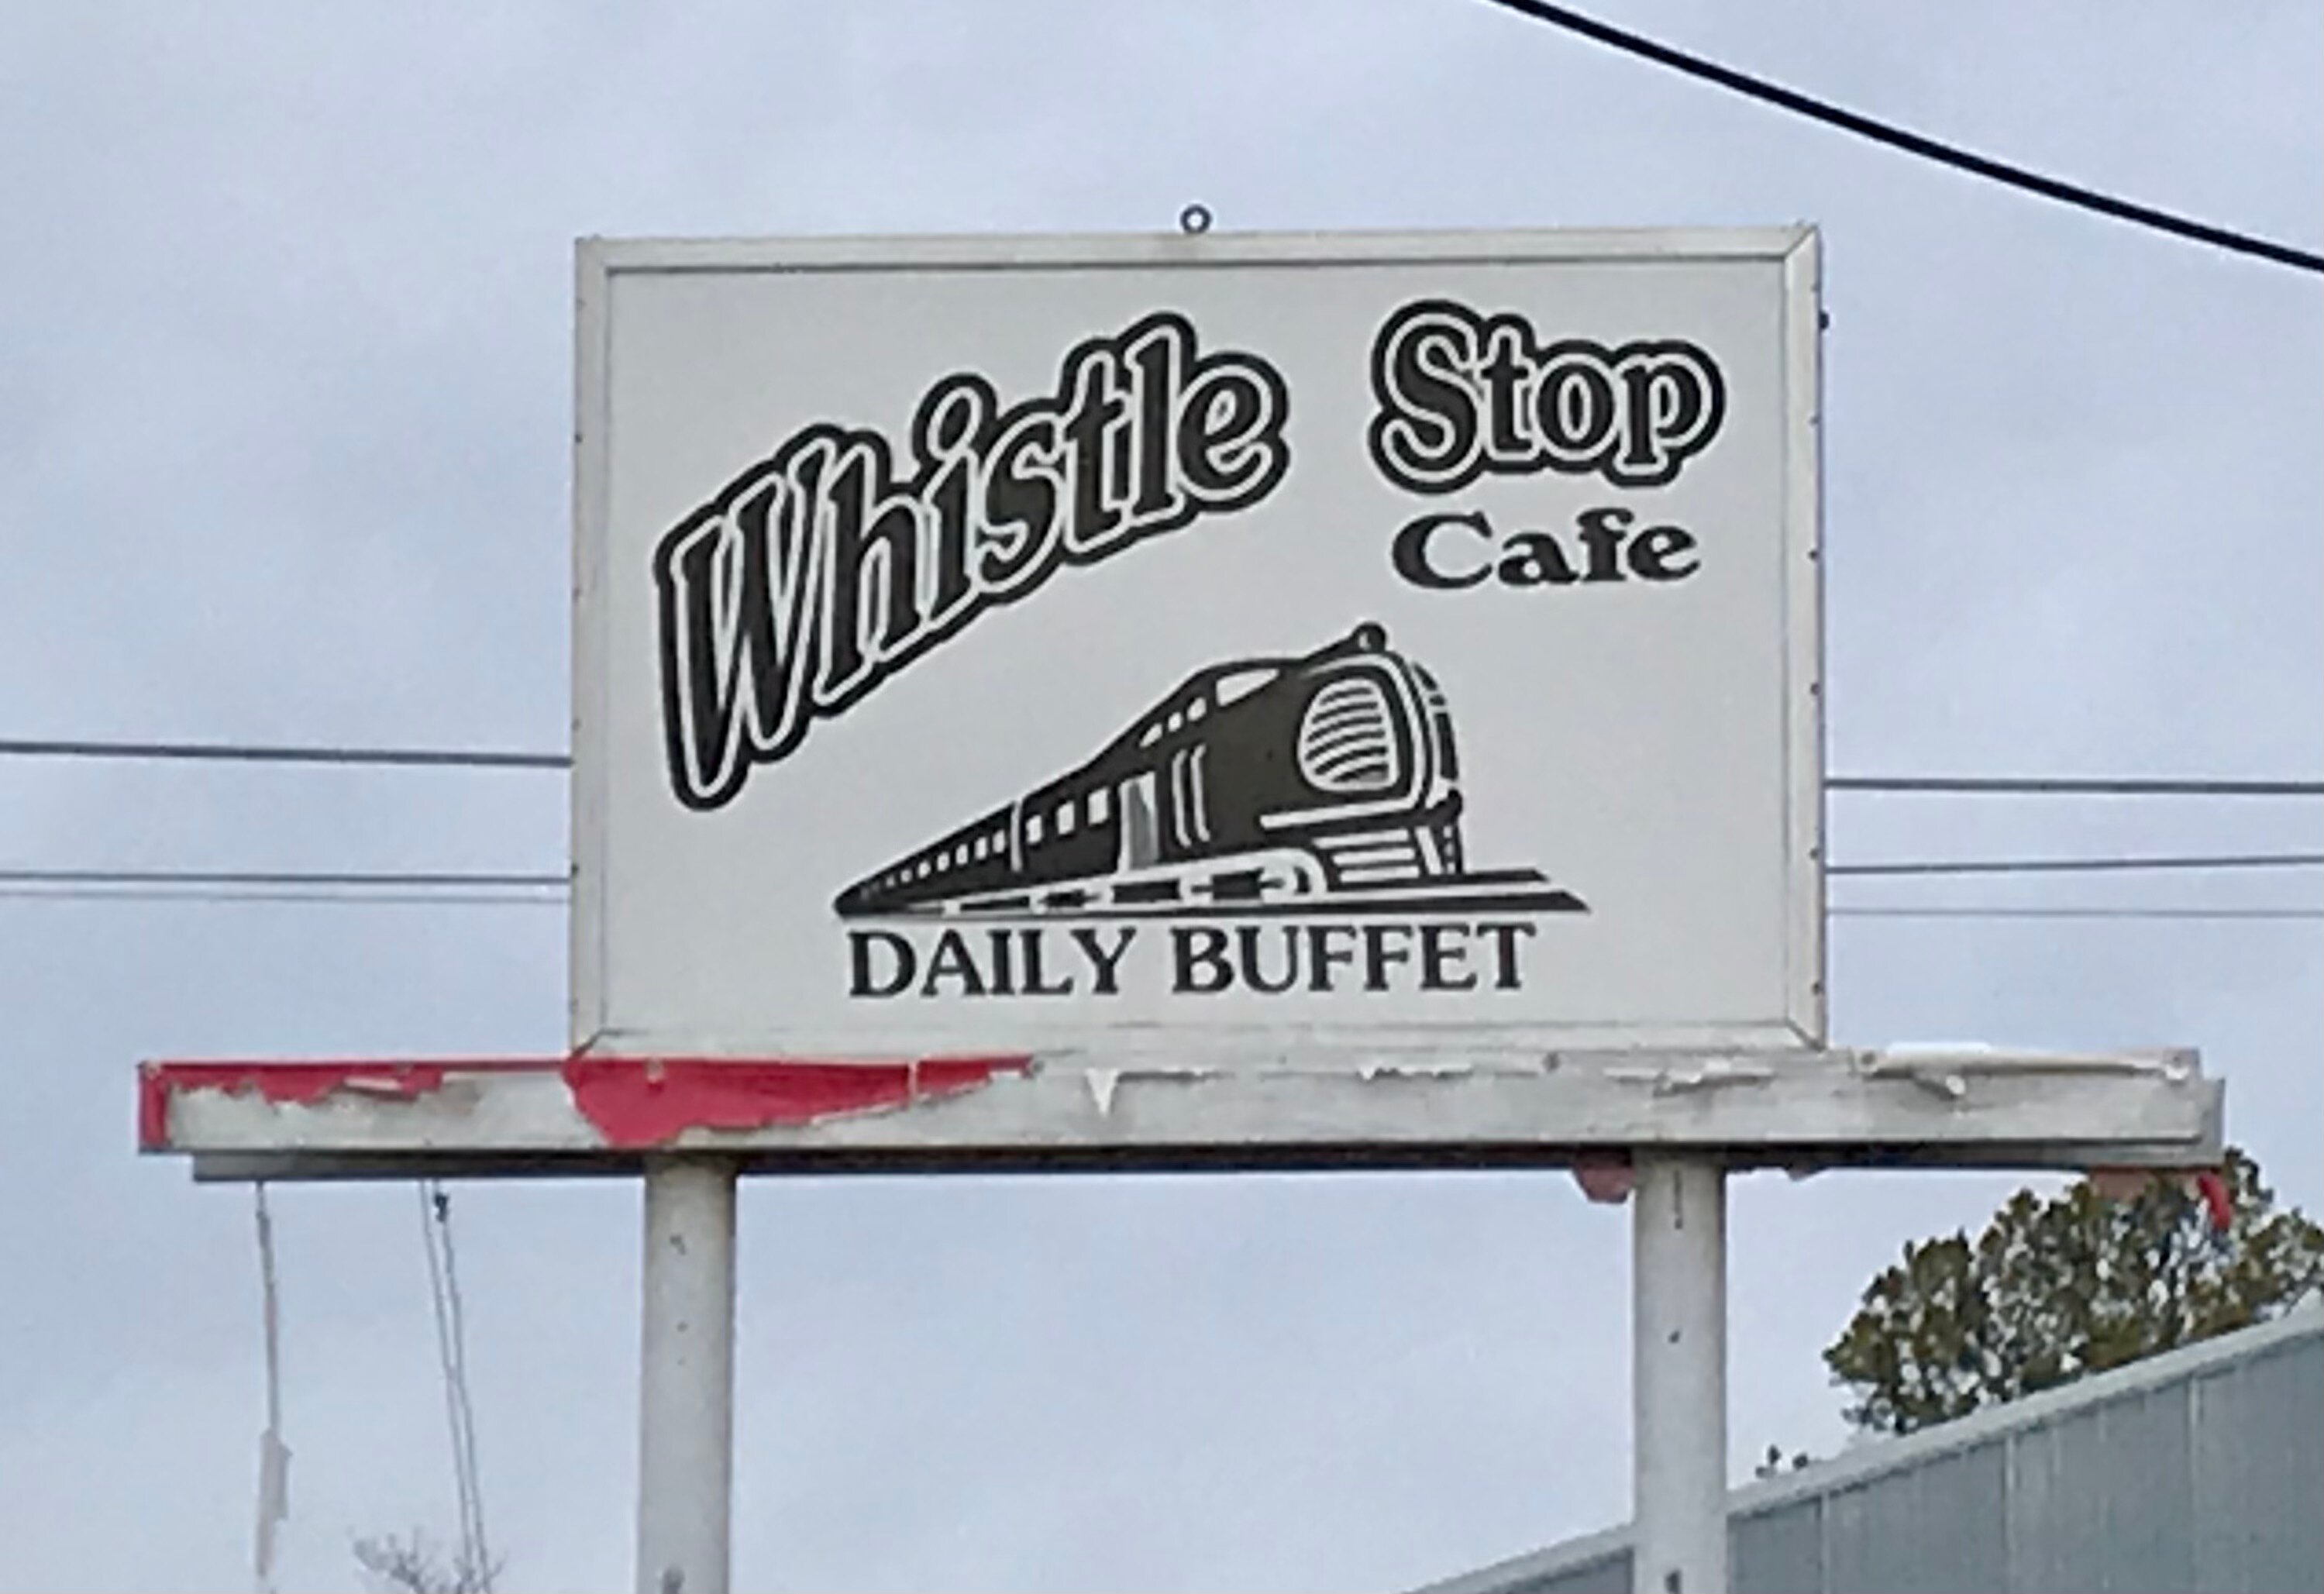 Whistle Stop
Cafe
DAILY BUFFET